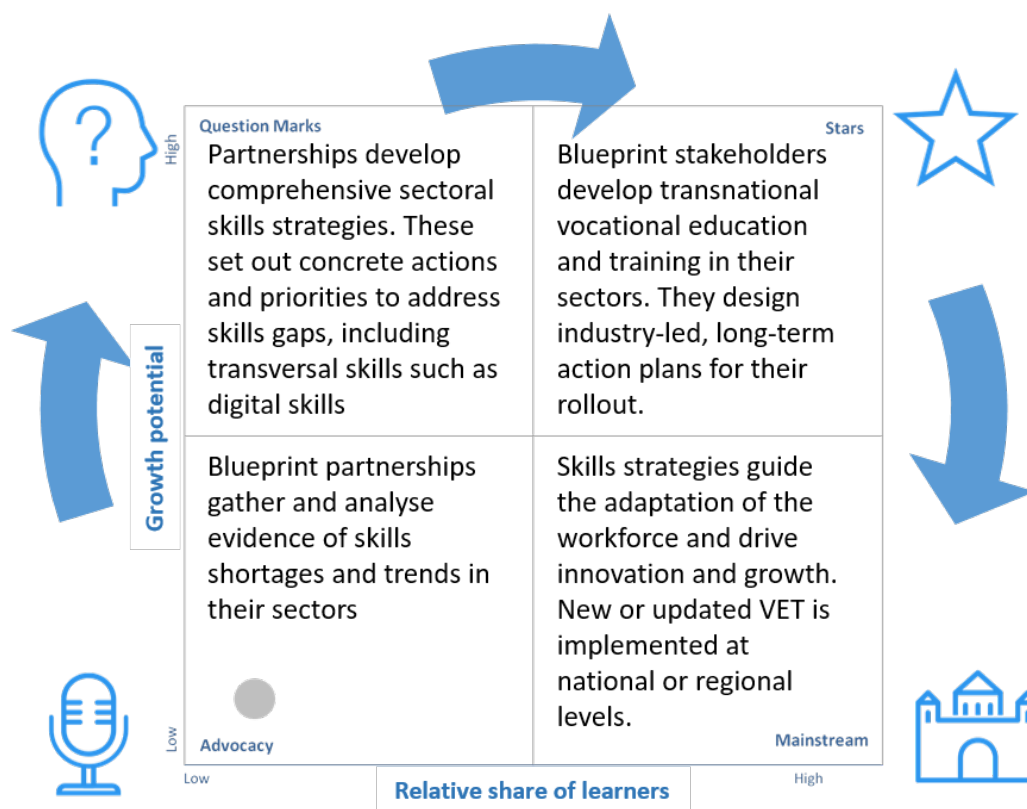 ?
Question Marks
High
Partnerships develop
comprehensive sectoral
skills strategies. These
set out concrete actions
and priorities to address
skills gaps, including
transversal skills such as
digital skills
Stars
Blueprint stakeholders
develop transnational
vocational education
and training in their
sectors. They design
industry-led, long-term
action plans for their
rollout.
Growth potential
Blueprint partnerships
gather and analyse
evidence of skills
shortages and trends in
their sectors
Low
Advocacy
Skills strategies guide
the adaptation of the
workforce and drive
innovation and growth.
New or updated VET is
implemented at
national or regional
levels.
Mainstream
Low
Relative share of learners
High